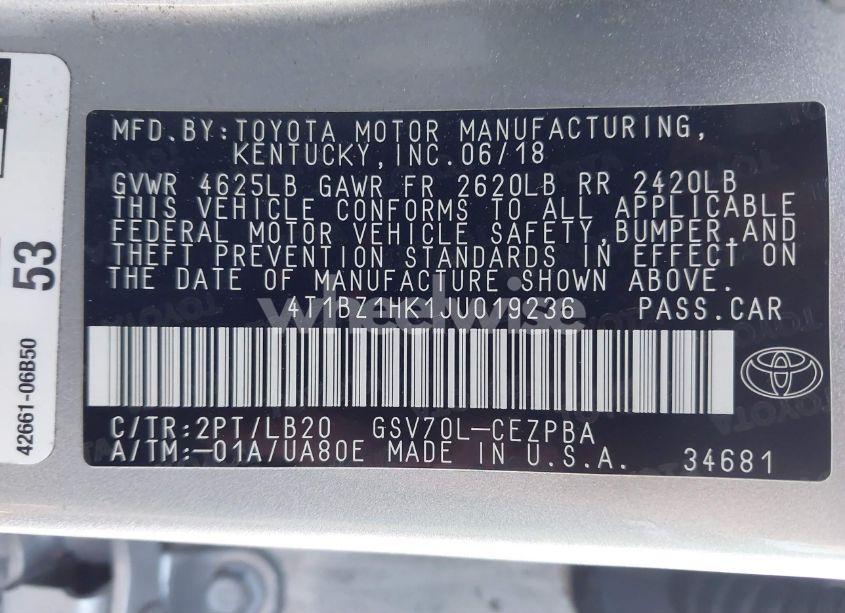 MFD.BY:TOYOTA MOTOR MANUFACTURING,
KENTUCKY,INC.06/18
GVWR 4625LB GAWR FR 2620LB RR 2420LB
THIS VEHICLE CONFORMS TO ALL APPLICABLE
FEDERAL MOTOR VEHICLE SAFETY,BUMPER,AND
THEFT PREVENTION STANDARDS IN EFFECT ON
THE DATE OF MANUFACTURE SHOWN ABOVE.
4T1BZ1HK1JU019236 PASS.CAR
C/TR:2PT/LB20 GSV70L-CEZPBA
A/TM:-01A/UA80E MADE IN U.S.A. 34681
53
42661-06B50
wheelwise